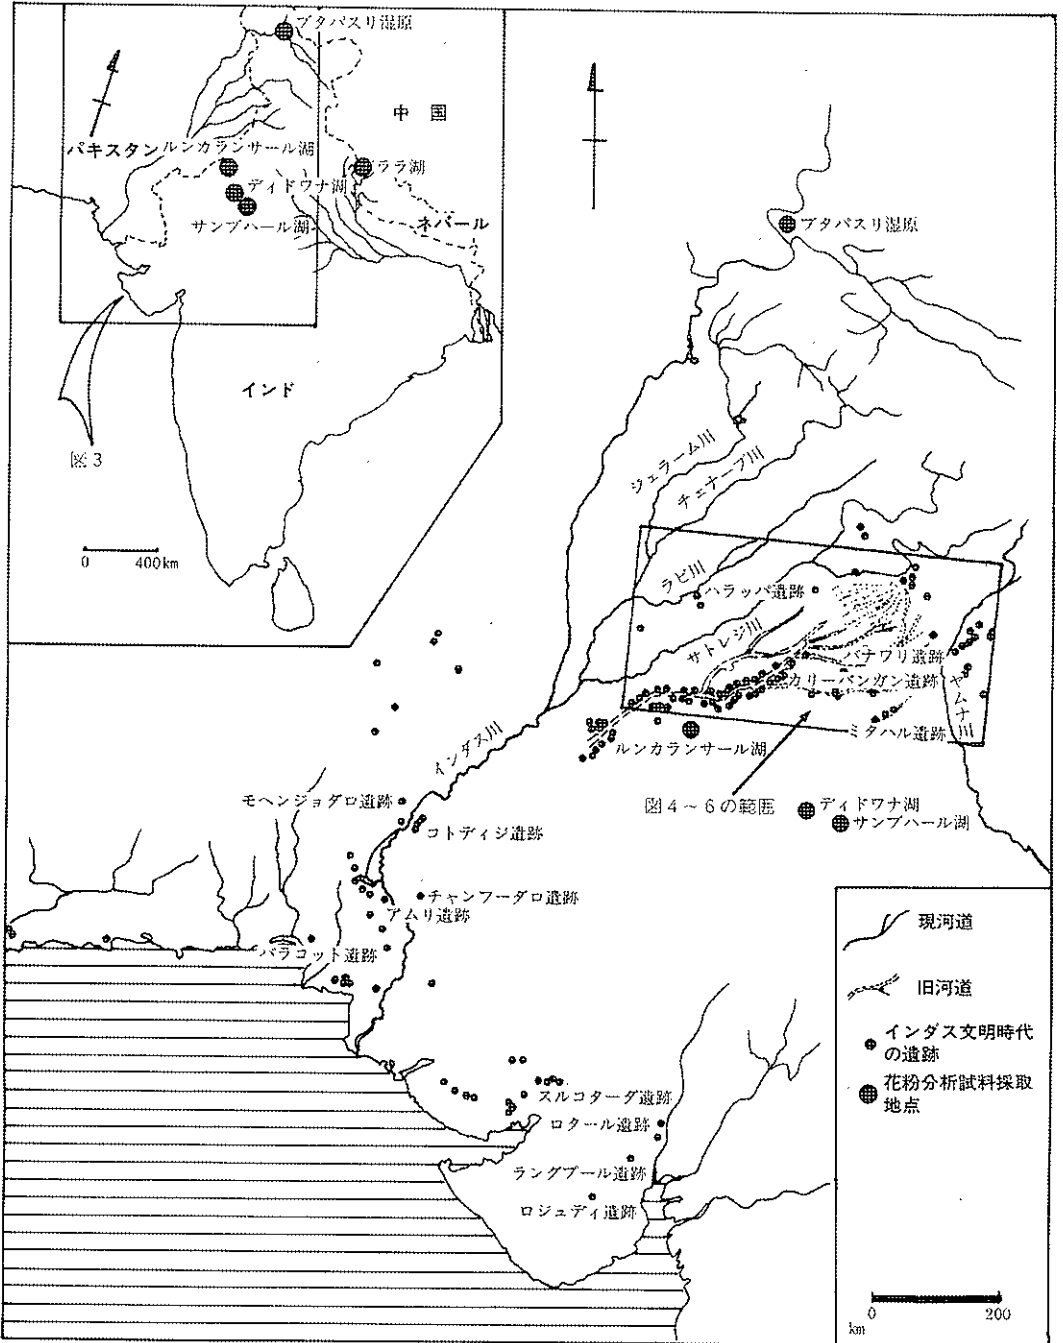 ブタパスリ湿原
中国
パキスタン
ルンカランサール湖
ララ湖
ディドワナ湖
サンブハール湖
ネパール
インド
図3
0 400km
ブタパスリ湿原
ジェラーム川
チェナーブ川
ラビ川
ハラッパ遺跡
サトレジ川
バナワリ遺跡
カリーバンガン遺跡
ヤムナ川
ミタハル遺跡
ルンカランサール湖
インダス川
図4~6の範囲
ディドワナ湖
サンブハール湖
モヘンジョダロ遺跡
コトディジ遺跡
チャンフーダロ遺跡
アムリ遺跡
バラコット遺跡
スルコターダ遺跡
ロタール遺跡
ラングプール遺跡
ロジュディ遺跡
現河道
旧河道
インダス文明時代
の遺跡
花粉分析試料採取
地点
0 200
km